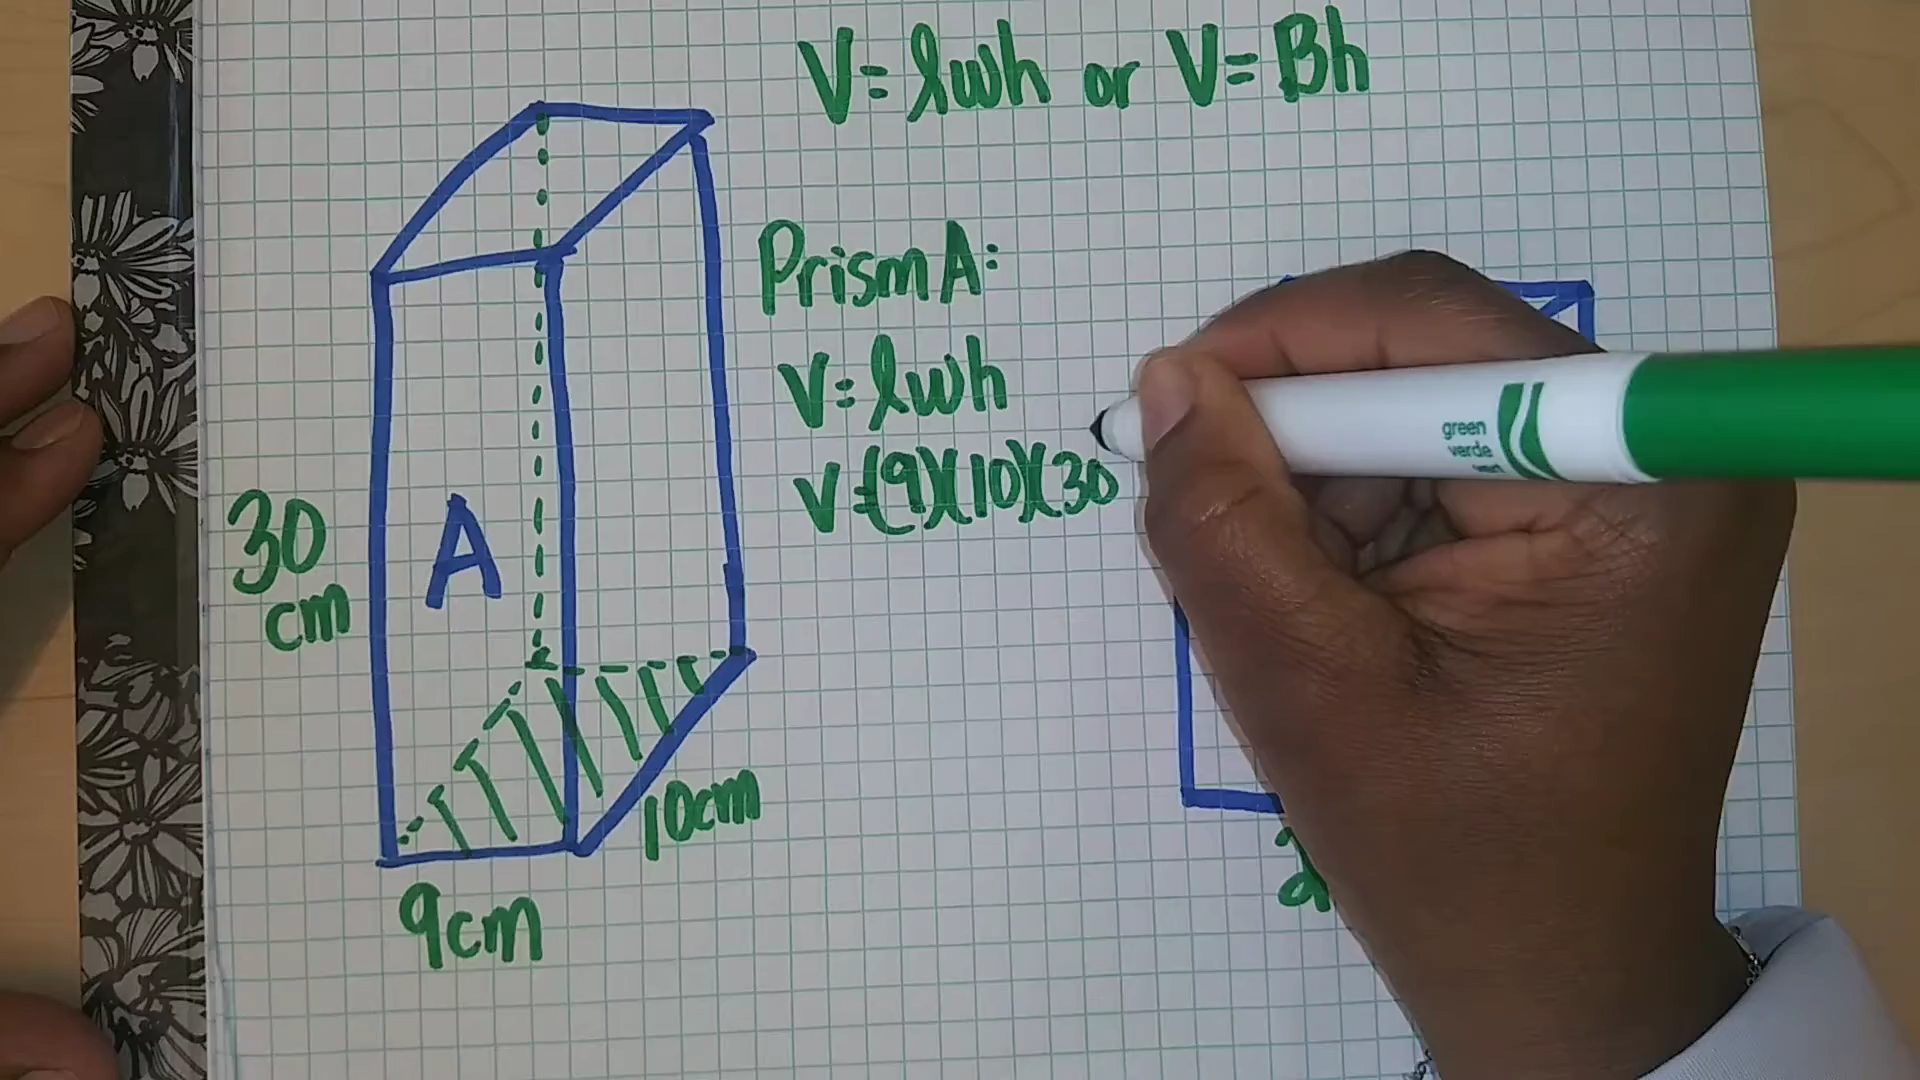 V = lwh or V = Bh
Prism A:
V = lwh
V = (9)(10)(30
30
cm
A
10cm
9cm
green
verde